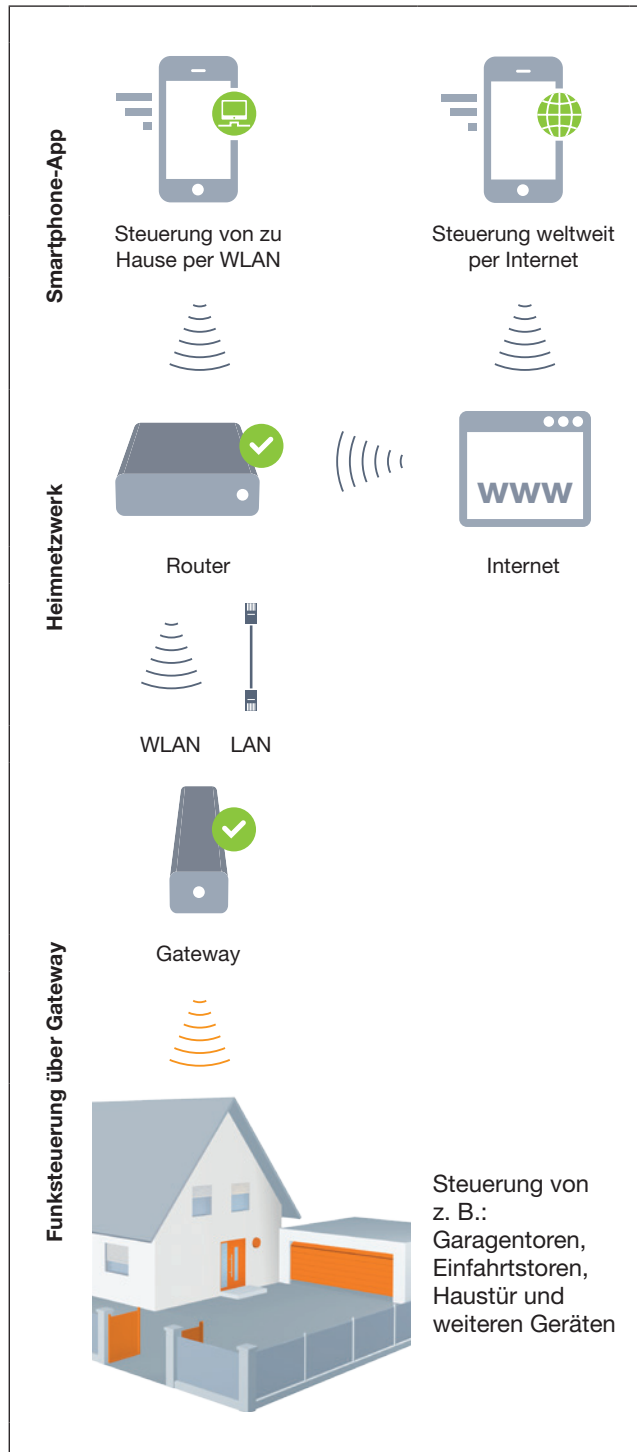 Smartphone-App
Steuerung von zu
Hause per WLAN
Steuerung weltweit
per Internet
Heimnetzwerk
www
Router
Internet
WLAN LAN
Funksteuerung über Gateway
Gateway
Steuerung von
z. B.:
Garagentoren,
Einfahrtstoren,
Haustür und
weiteren Geräten